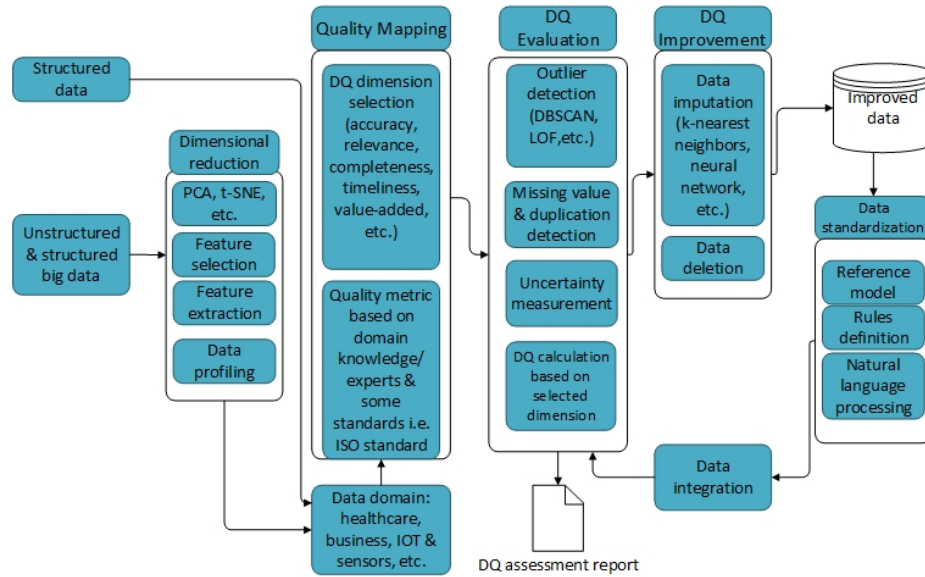 Structured
data
Unstructured
& structured
big data
Dimensional
reduction
PCA, t-SNE,
etc.
Feature
selection
Feature
extraction
Data
profiling
Quality Mapping
DQ dimension
selection
(accuracy,
relevance,
completeness,
timeliness,
value-added,
etc.)
Quality metric
based on
domain
knowledge/
experts &
some
standards i.e.
ISO standard
Data domain:
healthcare,
business, IOT &
sensors, etc.
DQ
Evaluation
Outlier
detection
(DBSCAN,
LOF,etc.)
Missing value
& duplication
detection
Uncertainty
measurement
DQ calculation
based on
selected
dimension
DQ assessment report
DQ
Improvement
Data
imputation
(k-nearest
neighbors,
neural
network,
etc.)
Data
deletion
Improved
data
Data
standardization
Reference
model
Rules
definition
Natural
language
processing
Data
integration